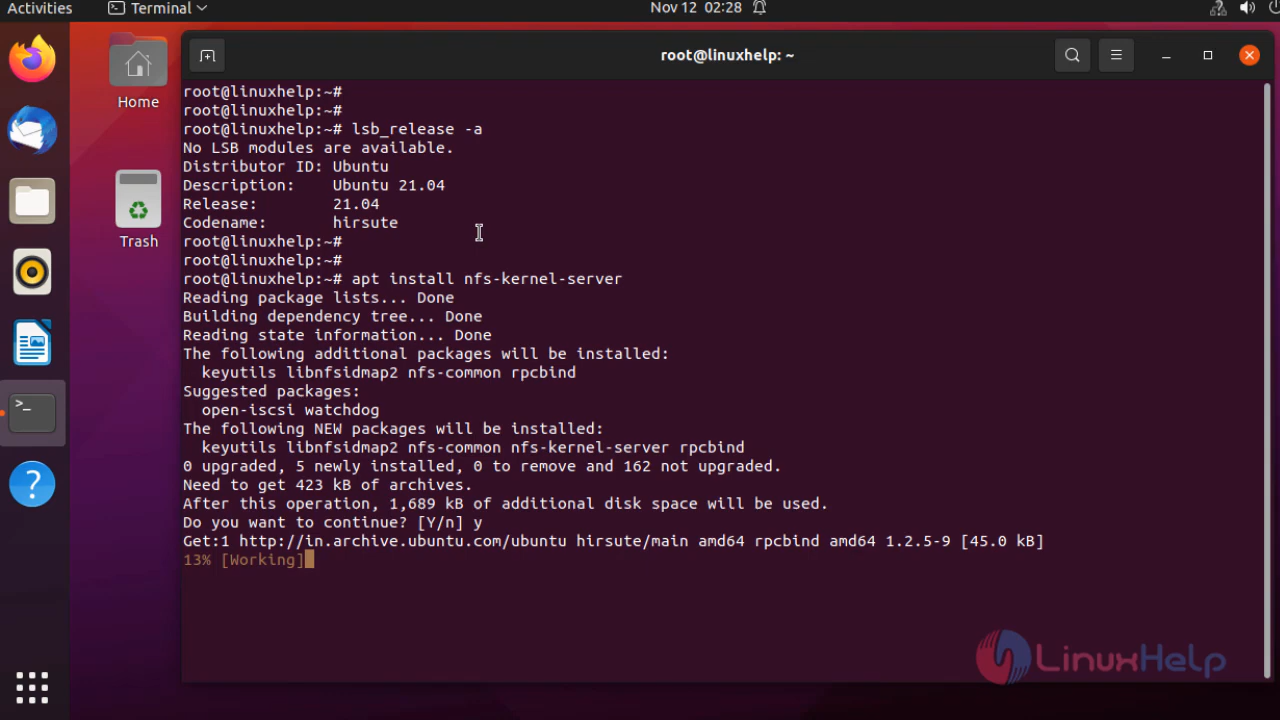 Activities
Terminal
Nov 12 02:28
root@linuxhelp: ~
Home
Trash
root@linuxhelp:~#
root@linuxhelp:~#
root@linuxhelp:~# lsb_release -a
No LSB modules are available.
Distributor ID: Ubuntu
Description:    Ubuntu 21.04
Release:        21.04
Codename:       hirsute
root@linuxhelp:~#
root@linuxhelp:~#
root@linuxhelp:~# apt install nfs-kernel-server
Reading package lists... Done
Building dependency tree... Done
Reading state information... Done
The following additional packages will be installed:
  keyutils libnfsidmap2 nfs-common rpcbind
Suggested packages:
  open-iscsi watchdog
The following NEW packages will be installed:
  keyutils libnfsidmap2 nfs-common nfs-kernel-server rpcbind
0 upgraded, 5 newly installed, 0 to remove and 162 not upgraded.
Need to get 423 kB of archives.
After this operation, 1,689 kB of additional disk space will be used.
Do you want to continue? [Y/n] y
Get:1 http://in.archive.ubuntu.com/ubuntu hirsute/main amd64 rpcbind amd64 1.2.5-9 [45.0 kB]
13% [Working]
LinuxHelp